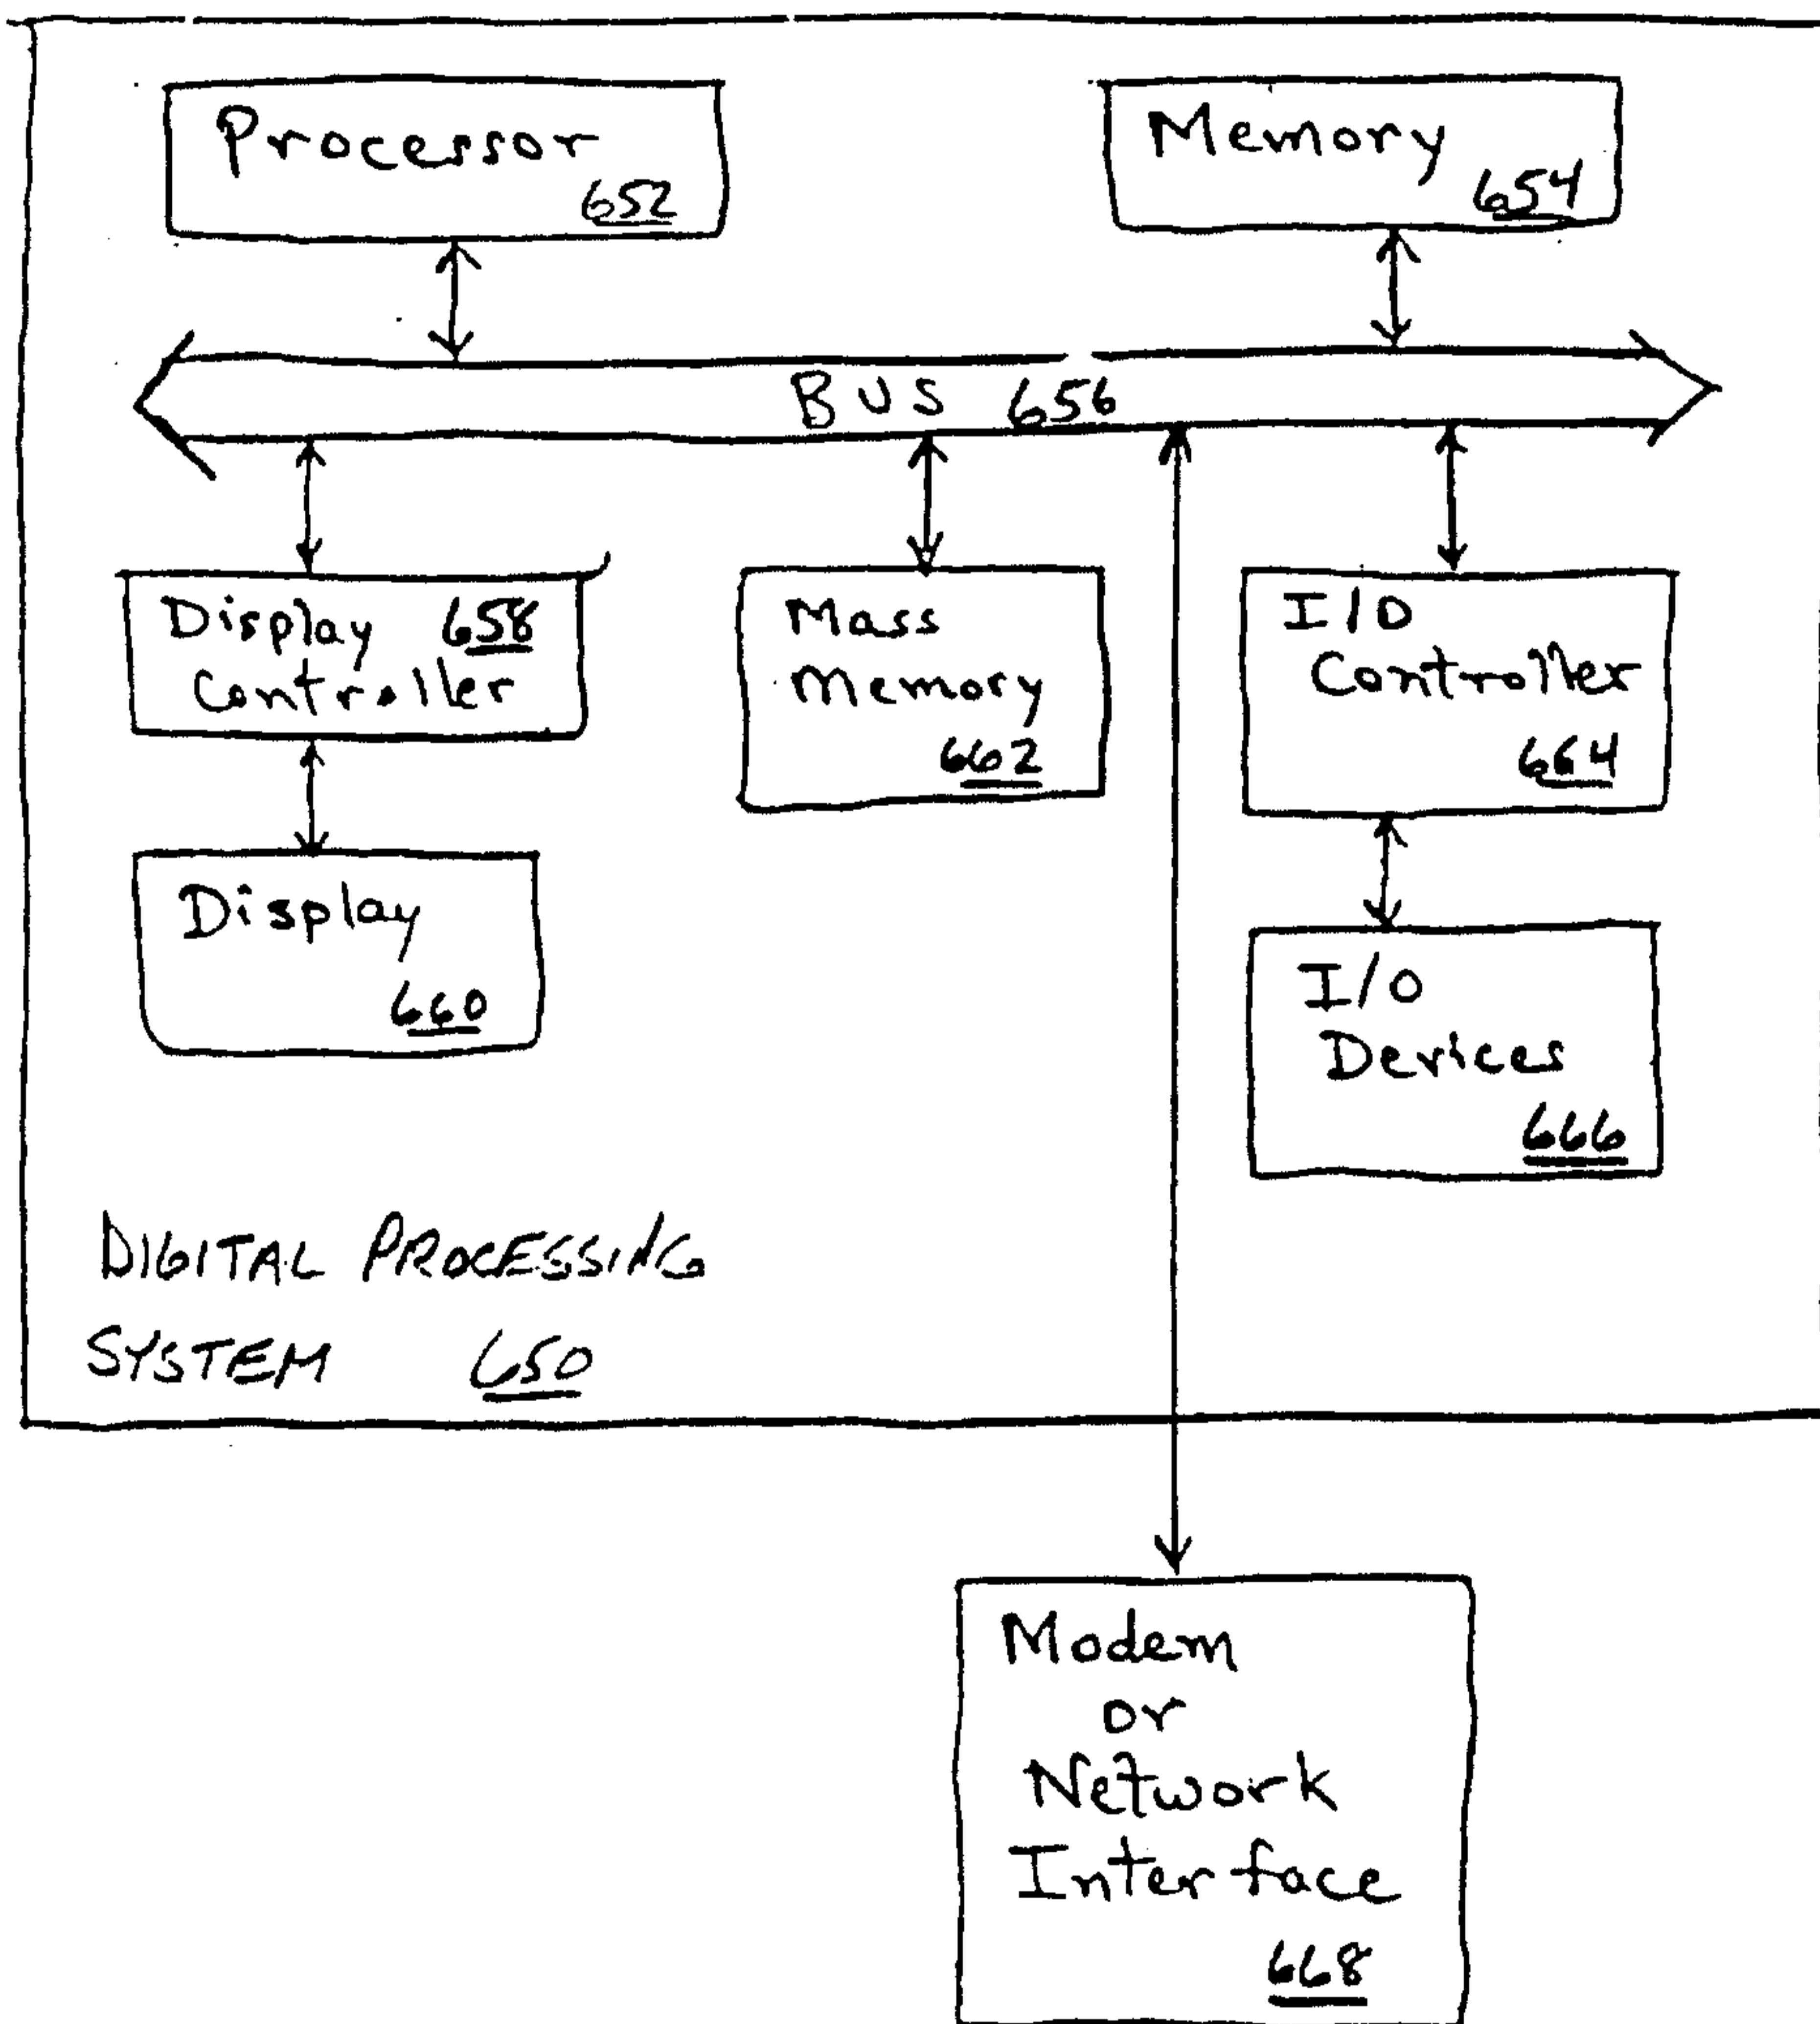 Processor
652
Memory
654
BUS 656
Display 658
Controller
Mass
Memory
662
I/O
Controller
664
Display
660
I/O
Devices
666
DIGITAL PROCESSING
SYSTEM 650
Modem
or
Network
Interface
668